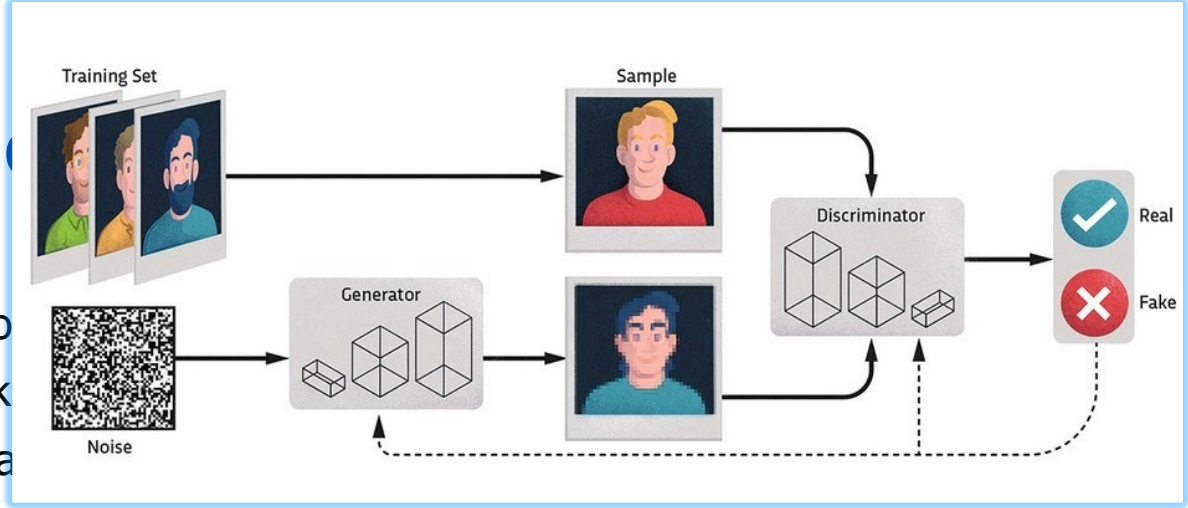 Training Set
Sample
Discriminator
Real
Generator
Fake
Noise